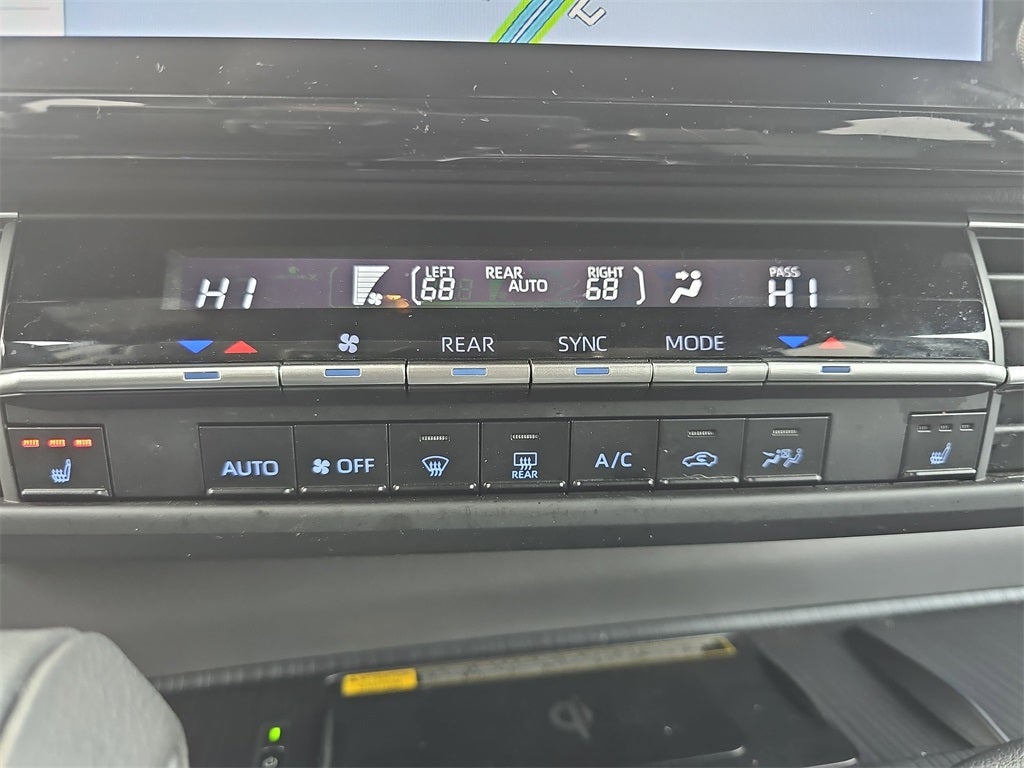 HI LEFT 68 REAR AUTO RIGHT 68 PASS HI
REAR SYNC MODE
AUTO OFF REAR A/C